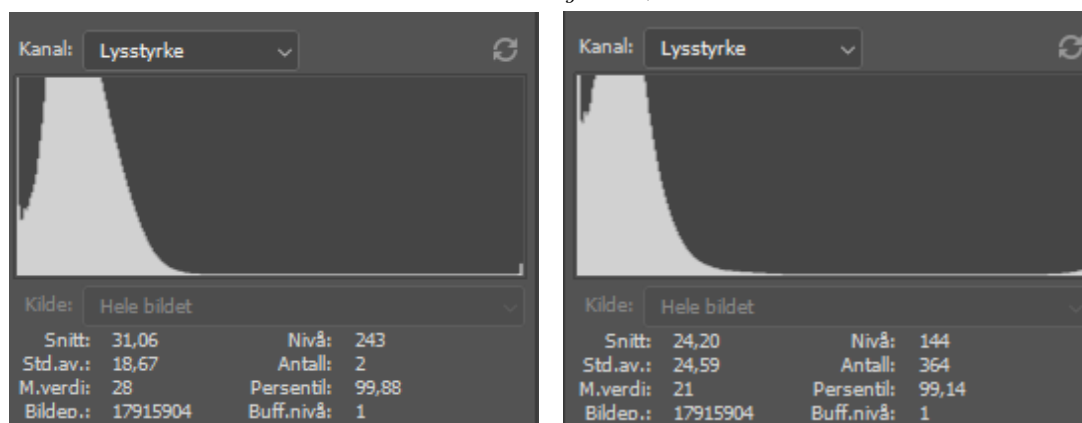 Kanal: Lysstyrke
Kilde: Hele bildet
Snitt: 31,06 Nivå: 243
Std.av.: 18,67 Antall: 2
M.verdi: 28 Persentil: 99,88
Bildep.: 17915904 Buff.nivå: 1
Kanal: Lysstyrke
Kilde: Hele bildet
Snitt: 24,20 Nivå: 144
Std.av.: 24,59 Antall: 364
M.verdi: 21 Persentil: 99,14
Bildep.: 17915904 Buff.nivå: 1